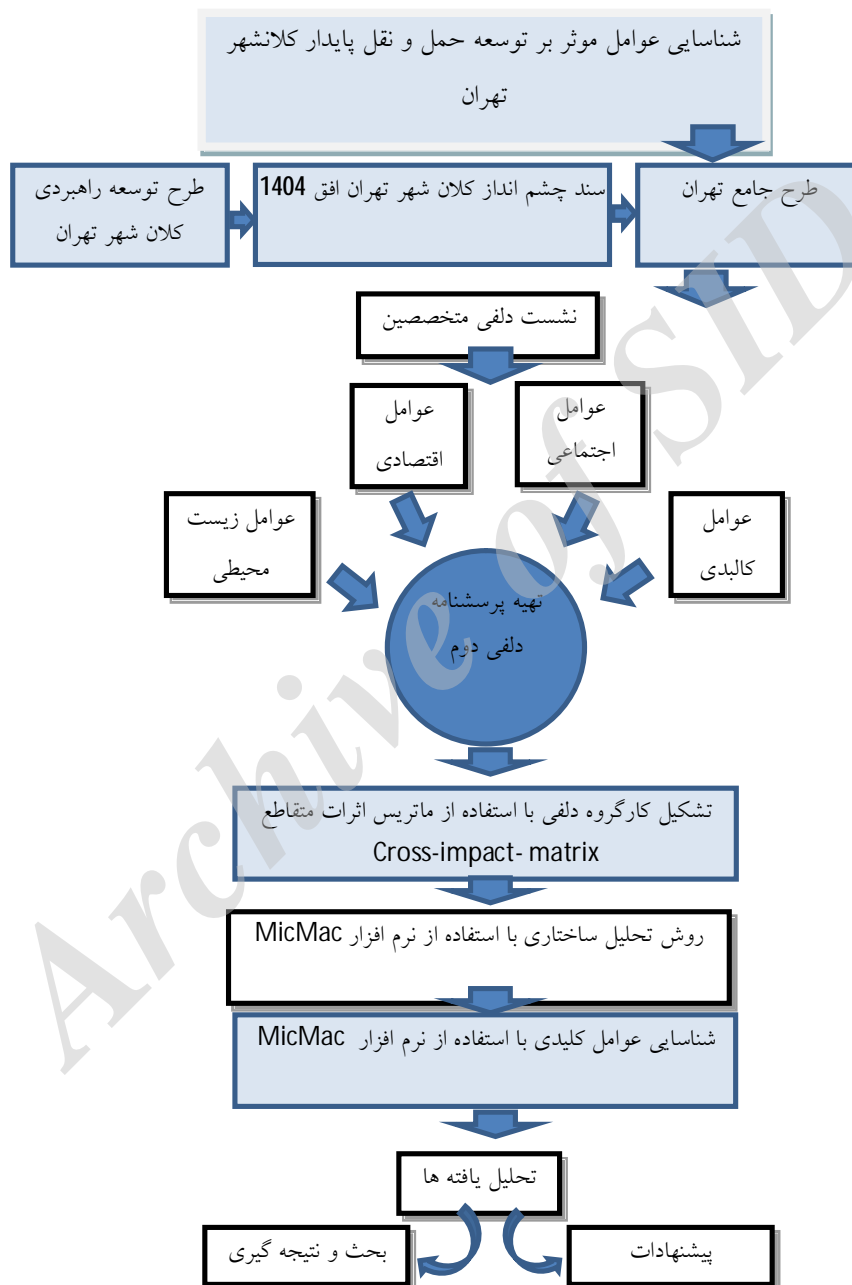 شناسایی عوامل موثر بر توسعه حمل و نقل پایدار کلانشهر
تهران
طرح جامع تهران
سند چشم انداز کلان شهر تهران افق 1404
طرح توسعه راهبردی
کلان شهر تهران
نشست دلفی متخصصین
عوامل
اجتماعی
عوامل
اقتصادی
عوامل
کالبدی
عوامل زیست
محیطی
تهیه پرسشنامه
دلفی دوم
تشکیل کارگروه دلفی با استفاده از ماتریس اثرات متقاطع
Cross-impact- matrix
روش تحلیل ساختاری با استفاده از نرم افزار MicMac
شناسایی عوامل کلیدی با استفاده از نرم افزار MicMac
تحلیل یافته ها
پیشنهادات
بحث و نتیجه گیری
Archive of SID